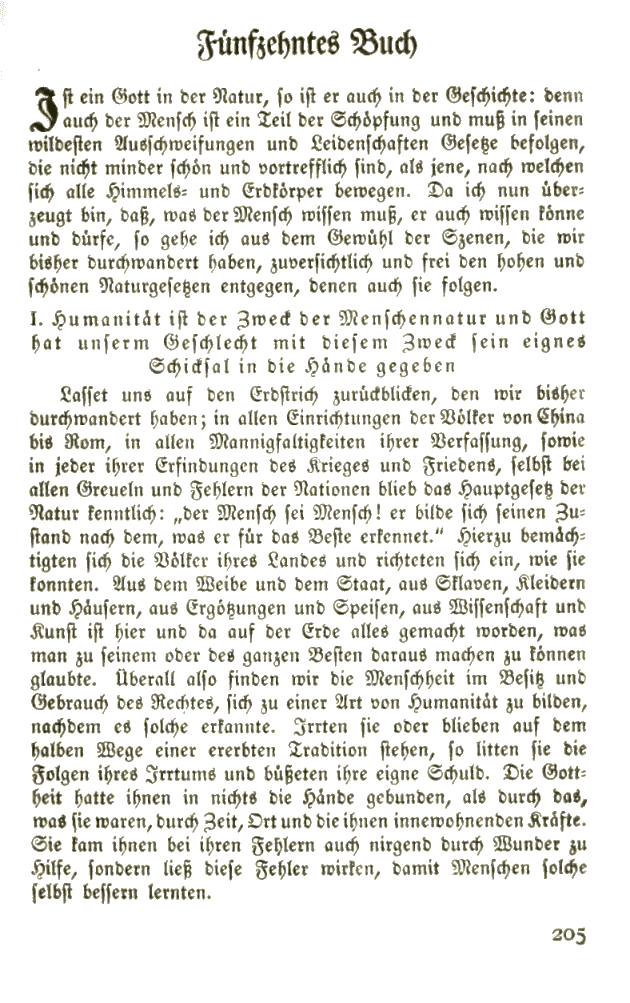 Fünfzehntes Buch
Ist ein Gott in der Natur, so ist er auch in der Geschichte: denn
auch der Mensch ist ein Teil der Schöpfung und muß in seinen
wildesten Ausschweifungen und Leidenschaften Gesetze befolgen,
die nicht minder schön und vortrefflich sind, als jene, nach welchen
sich alle Himmels- und Erdkörper bewegen. Da ich nun über-
zeugt bin, daß, was der Mensch wissen muß, er auch wissen könne
und dürfe, so gehe ich aus dem Gewühl der Szenen, die wir
bisher durchwandert haben, zuversichtlich und frei den hohen und
schönen Naturgesetzen entgegen, denen auch sie folgen.
I. Humanität ist der Zweck der Menschennatur und Gott
hat unserm Geschlecht mit diesem Zweck sein eignes
Schicksal in die Hände gegeben
Lasset uns auf den Erdstrich zurückblicken, den wir bisher
durchwandert haben; in allen Einrichtungen der Völker von China
bis Rom, in allen Mannigfaltigkeiten ihrer Verfassung, sowie
in jeder ihrer Erfindungen des Krieges und Friedens, selbst bei
allen Greueln und Fehlern der Nationen blieb das Hauptgesetz der
Natur kenntlich: „der Mensch sei Mensch! er bilde sich seinen Zu-
stand nach dem, was er für das Beste erkennet.“ Hierzu bemäch-
tigten sich die Völker ihres Landes und richteten sich ein, wie sie
konnten. Aus dem Weibe und dem Staat, aus Sklaven, Kleidern
und Häusern, aus Ergötzungen und Speisen, aus Wissenschaft und
Kunst ist hier und da auf der Erde alles gemacht worden, was
man zu seinem oder des ganzen Besten daraus machen zu können
glaubte. Überall also finden wir die Menschheit im Besitz und
Gebrauch des Rechtes, sich zu einer Art von Humanität zu bilden,
nachdem es solche erkannte. Irrten sie oder blieben auf dem
halben Wege einer ererbten Tradition stehen, so litten sie die
Folgen ihres Irrtums und büßeten ihre eigne Schuld. Die Gott-
heit hatte ihnen in nichts die Hände gebunden, als durch das,
was sie waren, durch Zeit, Ort und die ihnen innewohnenden Kräfte.
Sie kam ihnen bei ihren Fehlern auch nirgend durch Wunder zu
Hilfe, sondern ließ diese Fehler wirken, damit Menschen solche
selbst bessern lernten.
205